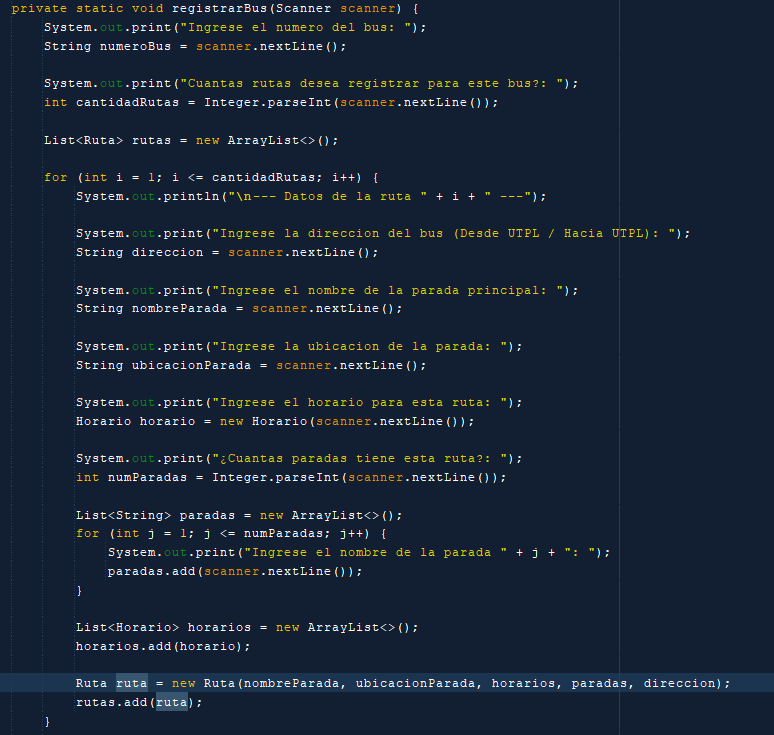 private static void registrarBus(Scanner scanner) {
    System.out.print("Ingrese el numero del bus: ");
    String numeroBus = scanner.nextLine();

    System.out.print("Cuantas rutas desea registrar para este bus?: ");
    int cantidadRutas = Integer.parseInt(scanner.nextLine());

    List<Ruta> rutas = new ArrayList<>();

    for (int i = 1; i <= cantidadRutas; i++) {
        System.out.println("\n--- Datos de la ruta " + i + " ---");

        System.out.print("Ingrese la direccion del bus (Desde UTPL / Hacia UTPL): ");
        String direccion = scanner.nextLine();

        System.out.print("Ingrese el nombre de la parada principal: ");
        String nombreParada = scanner.nextLine();

        System.out.print("Ingrese la ubicacion de la parada: ");
        String ubicacionParada = scanner.nextLine();

        System.out.print("Ingrese el horario para esta ruta: ");
        Horario horario = new Horario(scanner.nextLine());

        System.out.print("¿Cuantas paradas tiene esta ruta?: ");
        int numParadas = Integer.parseInt(scanner.nextLine());

        List<String> paradas = new ArrayList<>();
        for (int j = 1; j <= numParadas; j++) {
            System.out.print("Ingrese el nombre de la parada " + j + ": ");
            paradas.add(scanner.nextLine());
        }

        List<Horario> horarios = new ArrayList<>();
        horarios.add(horario);

        Ruta ruta = new Ruta(nombreParada, ubicacionParada, horarios, paradas, direccion);
        rutas.add(ruta);
    }